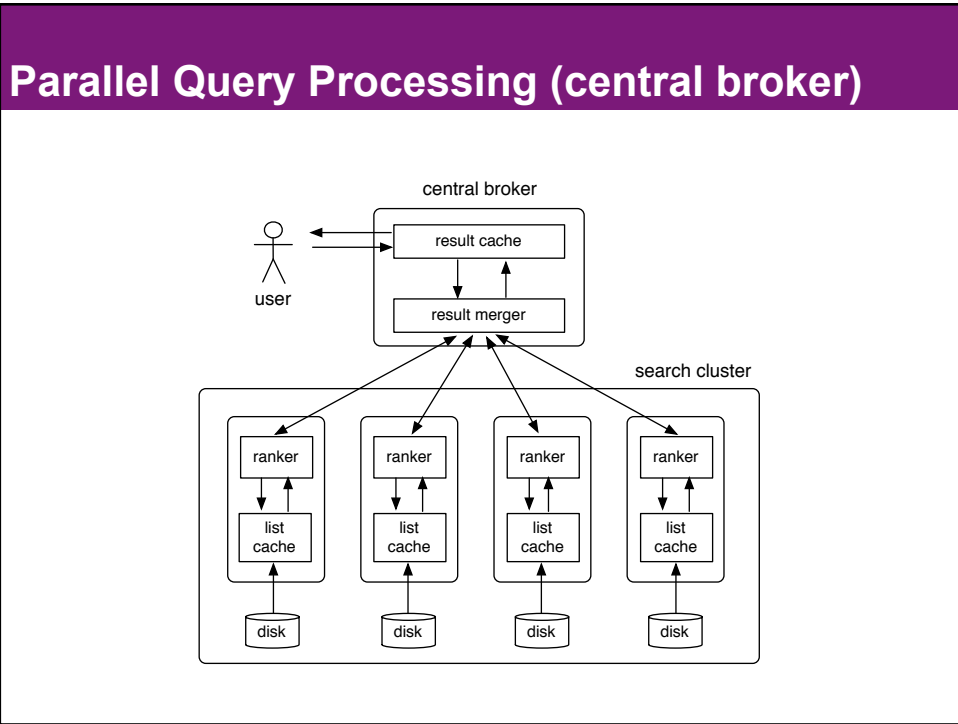 Parallel Query Processing (central broker)
central broker
result cache
user
result merger
search cluster
ranker
ranker
ranker
ranker
list
cache
list
cache
list
cache
list
cache
disk
disk
disk
disk